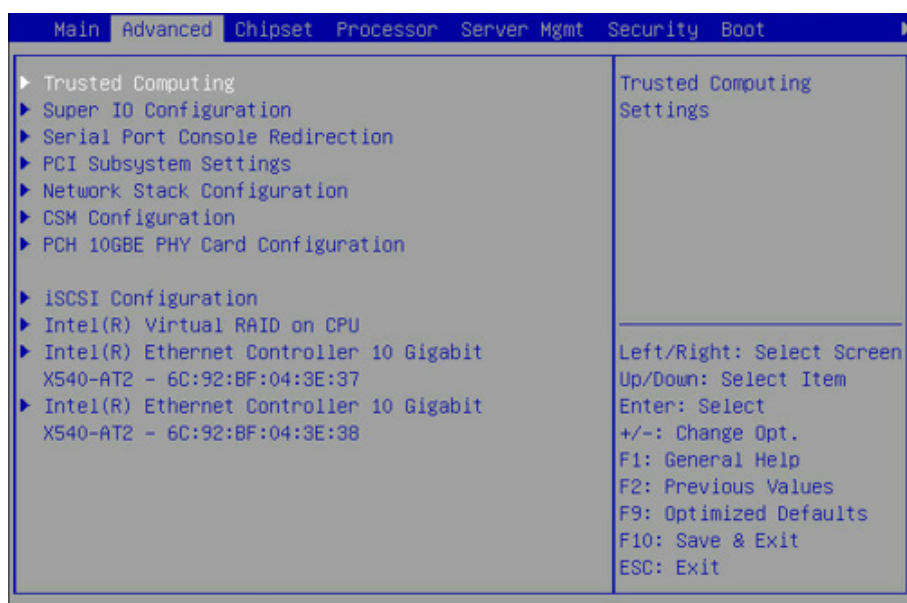 Main Advanced Chipset Processor Server Mgmt Security Boot
Trusted Computing
Super IO Configuration
Serial Port Console Redirection
PCI Subsystem Settings
Network Stack Configuration
CSM Configuration
PCH 10GBE PHY Card Configuration
iSCSI Configuration
Intel(R) Virtual RAID on CPU
Intel(R) Ethernet Controller 10 Gigabit
X540-AT2 - 6C:92:BF:04:3E:37
Intel(R) Ethernet Controller 10 Gigabit
X540-AT2 - 6C:92:BF:04:3E:38
Trusted Computing
Settings
Left/Right: Select Screen
Up/Down: Select Item
Enter: Select
+/-: Change Opt.
F1: General Help
F2: Previous Values
F9: Optimized Defaults
F10: Save & Exit
ESC: Exit